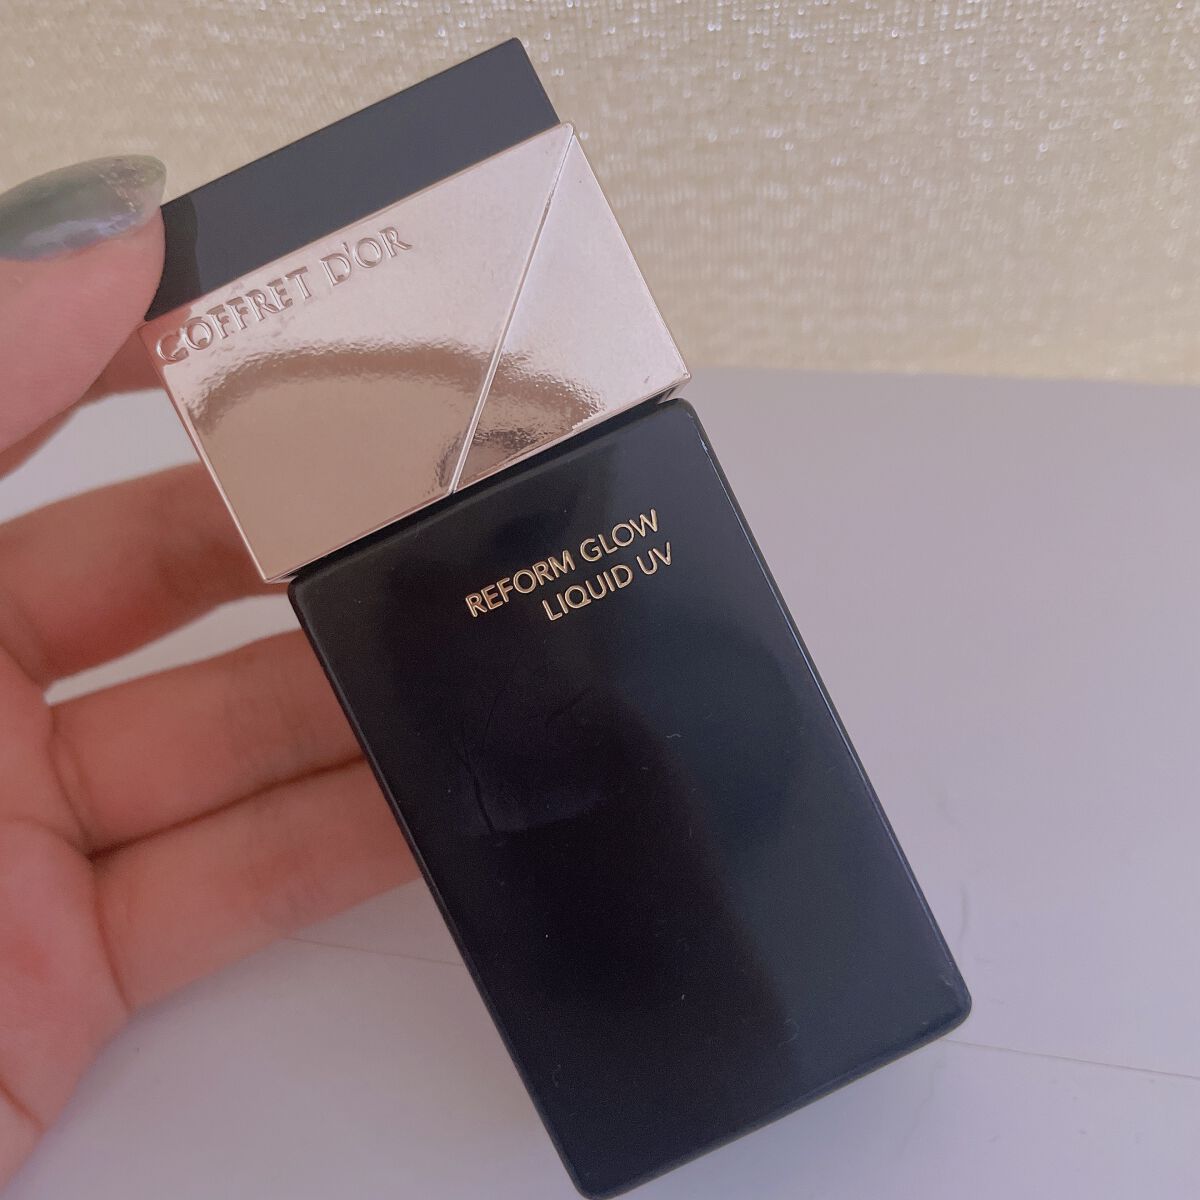 COFFRET D'OR
REFORM GLOW
LIQUID UV